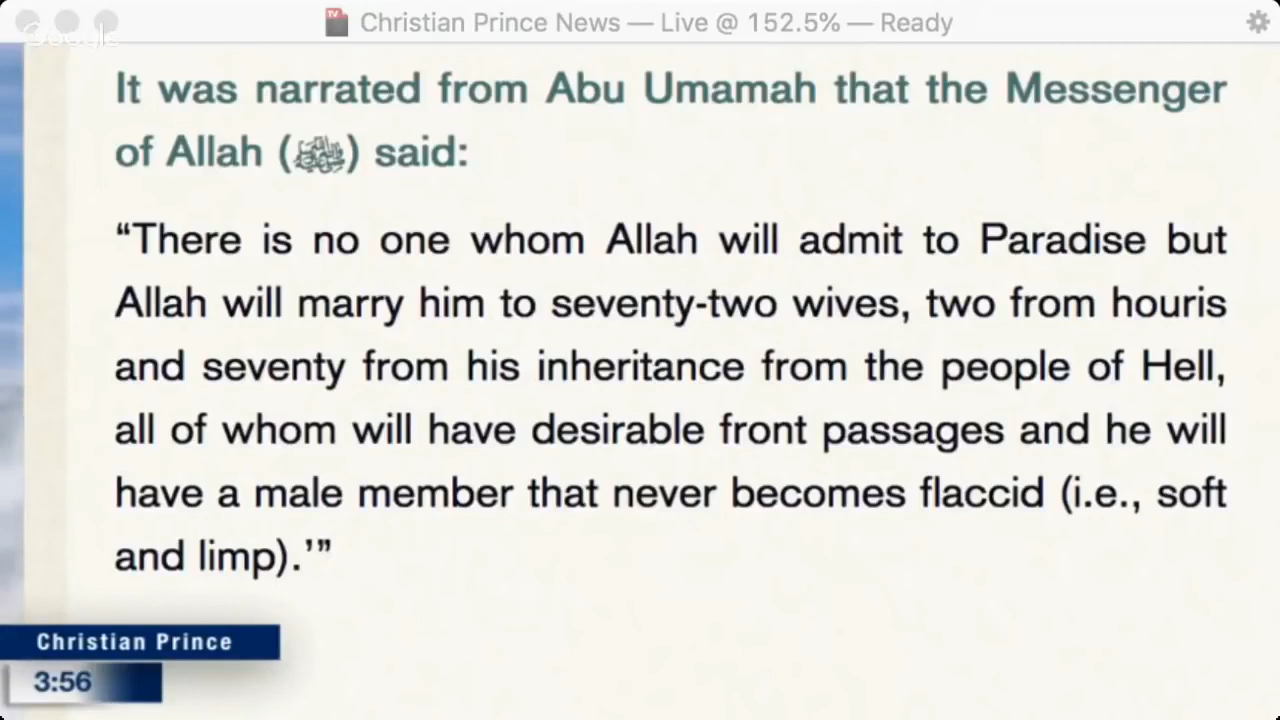 Christian Prince News — Live @ 152.5% — Ready
Google
It was narrated from Abu Umamah that the Messenger
of Allah (ﷺ) said:
“There is no one whom Allah will admit to Paradise but
Allah will marry him to seventy-two wives, two from houris
and seventy from his inheritance from the people of Hell,
all of whom will have desirable front passages and he will
have a male member that never becomes flaccid (i.e., soft
and limp).’”
Christian Prince
3:56